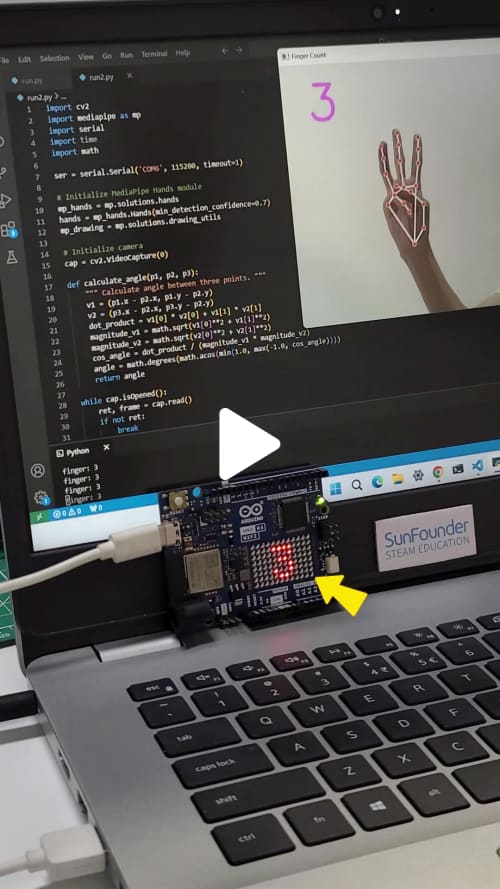 File Edit Selection View Go Run Terminal Help
run.py
run2.py
run2.py > ...
1 import cv2
2 import mediapipe as mp
3 import serial
4 import time
5 import math
6
7 ser = serial.Serial('COM6', 115200, timeout=1)
8
9 # Initialize MediaPipe Hands module
10 mp_hands = mp.solutions.hands
11 hands = mp_hands.Hands(min_detection_confidence=0.7)
12 mp_drawing = mp.solutions.drawing_utils
13
14 # Initialize camera
15 cap = cv2.VideoCapture(0)
16
17 def calculate_angle(p1, p2, p3):
18 """ Calculate angle between three points. """
19 v1 = (p1.x - p2.x, p1.y - p2.y)
20 v2 = (p3.x - p2.x, p3.y - p2.y)
21 dot_product = v1[0] * v2[0] + v1[1] * v2[1]
22 magnitude_v1 = math.sqrt(v1[0]**2 + v1[1]**2)
23 magnitude_v2 = math.sqrt(v2[0]**2 + v2[1]**2)
24 cos_angle = dot_product / (magnitude_v1 * magnitude_v2)
25 angle = math.degrees(math.acos(min(1.0, max(-1.0, cos_angle))))
26 return angle
27
28 while cap.isOpened():
29 ret, frame = cap.read()
30 if not ret:
31 break
Python
finger: 3
finger: 3
finger: 3
finger: 3
0 0 0
Finger Count
3
ARDUINO
UNO R4
WIFI
RESET
3
SunFounder
STEAM EDUCATION
esc
1 2 3 4 5 6
tab Q W E R T
caps lock A S D F
shift Z X C
ctrl fn alt